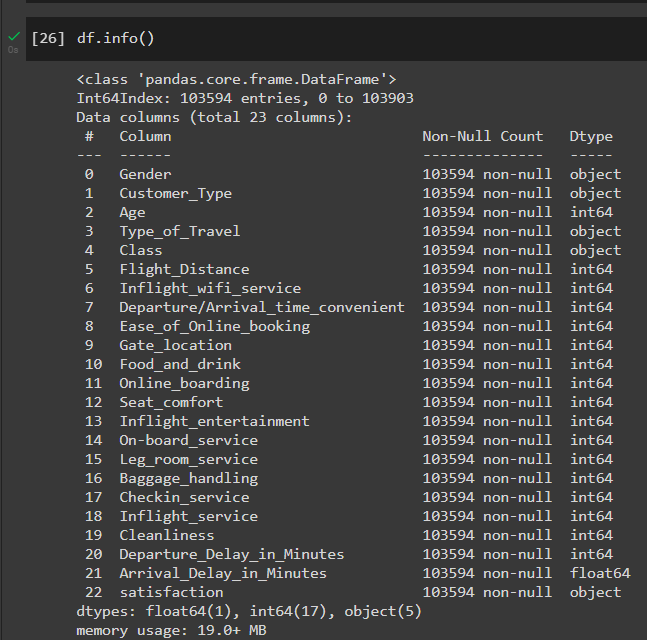 [26] df.info()
0s
<class 'pandas.core.frame.DataFrame'>
Int64Index: 103594 entries, 0 to 103903
Data columns (total 23 columns):
 #   Column                             Non-Null Count   Dtype
---  ------                             --------------   -----
 0   Gender                             103594 non-null  object
 1   Customer_Type                      103594 non-null  object
 2   Age                                103594 non-null  int64
 3   Type_of_Travel                     103594 non-null  object
 4   Class                              103594 non-null  object
 5   Flight_Distance                    103594 non-null  int64
 6   Inflight_wifi_service              103594 non-null  int64
 7   Departure/Arrival_time_convenient  103594 non-null  int64
 8   Ease_of_Online_booking             103594 non-null  int64
 9   Gate_location                      103594 non-null  int64
 10  Food_and_drink                     103594 non-null  int64
 11  Online_boarding                    103594 non-null  int64
 12  Seat_comfort                       103594 non-null  int64
 13  Inflight_entertainment             103594 non-null  int64
 14  On-board_service                   103594 non-null  int64
 15  Leg_room_service                   103594 non-null  int64
 16  Baggage_handling                   103594 non-null  int64
 17  Checkin_service                    103594 non-null  int64
 18  Inflight_service                   103594 non-null  int64
 19  Cleanliness                        103594 non-null  int64
 20  Departure_Delay_in_Minutes         103594 non-null  int64
 21  Arrival_Delay_in_Minutes           103594 non-null  float64
 22  satisfaction                       103594 non-null  object
dtypes: float64(1), int64(17), object(5)
memory usage: 19.0+ MB